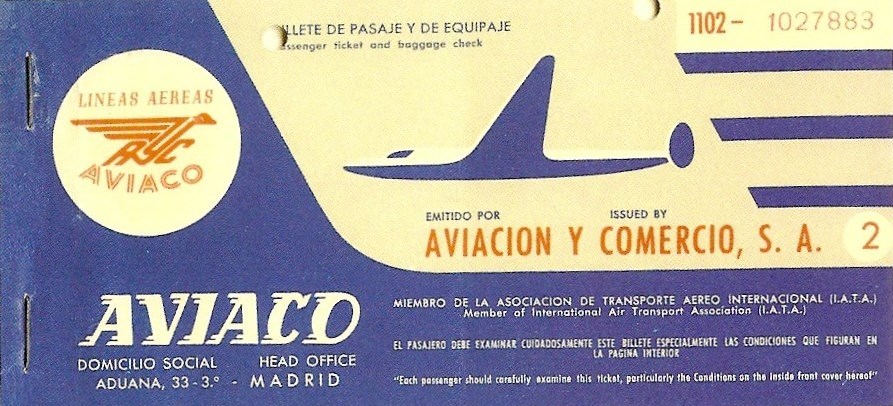 LLETE DE PASAJE Y DE EQUIPAJE
ssenger ticket and baggage check
1102- 1027883
LINEAS AEREAS
AYC
AVIACO
EMITIDO POR ISSUED BY
AVIACION Y COMERCIO, S. A. 2
AVIACO
DOMICILIO SOCIAL HEAD OFFICE
ADUANA, 33-3.º - MADRID
MIEMBRO DE LA ASOCIACION DE TRANSPORTE AEREO INTERNACIONAL (I.A.T.A.)
Member of International Air Transport Association (I.A.T.A.)
EL PASAJERO DEBE EXAMINAR CUIDADOSAMENTE ESTE BILLETE ESPECIALMENTE LAS CONDICIONES QUE FIGURAN EN
LA PAGINA INTERIOR
"Each passenger should carefully examine this ticket, particularly the Conditions on the inside front cover hereof"